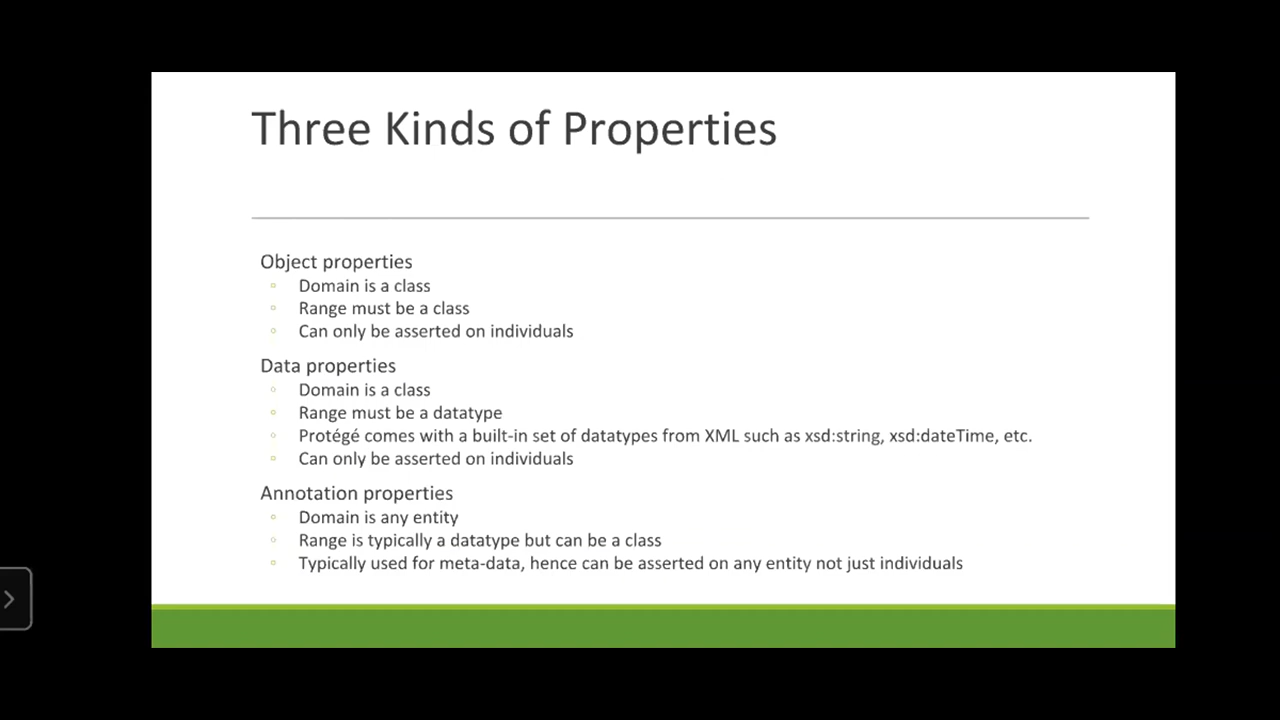 Three Kinds of Properties
Object properties
◦ Domain is a class
◦ Range must be a class
◦ Can only be asserted on individuals
Data properties
◦ Domain is a class
◦ Range must be a datatype
◦ Protégé comes with a built-in set of datatypes from XML such as xsd:string, xsd:dateTime, etc.
◦ Can only be asserted on individuals
Annotation properties
◦ Domain is any entity
◦ Range is typically a datatype but can be a class
◦ Typically used for meta-data, hence can be asserted on any entity not just individuals